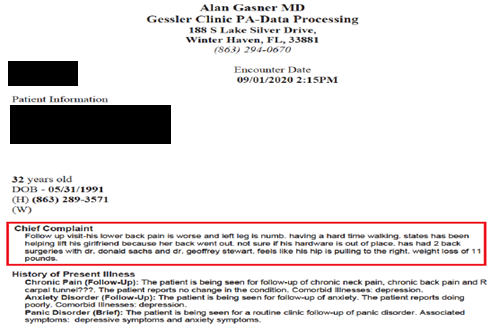 Alan Gasner MD
Gessler Clinic PA-Data Processing
188 S Lake Silver Drive,
Winter Haven, FL, 33881
(863) 294-0670
Encounter Date
09/01/2020 2:15PM
Patient Information
32 years old
DOB - 05/31/1991
(H) (863) 289-3571
(W)
Chief Complaint
Follow up visit-his lower back pain is worse and left leg is numb. having a hard time walking. states has been
helping lift his girlfriend because her back went out. not sure if his hardware is out of place. has had 2 back
surgeries with dr. donald sachs and dr. geoffrey stewart. feels like his hip is pulling to the right. weight loss of 11
pounds.
History of Present Illness
Chronic Pain (Follow-Up): The patient is being seen for follow-up of chronic neck pain, chronic back pain and R
carpal tunel???. The patient reports no change in the condition. Comorbid Illnesses: depression.
Anxiety Disorder (Follow-Up): The patient is being seen for follow-up of anxiety. The patient reports doing
poorly. Comorbid Illnesses: depression.
Panic Disorder (Brief): The patient is being seen for a routine clinic follow-up of panic disorder. Associated
symptoms: depressive symptoms and anxiety symptoms.